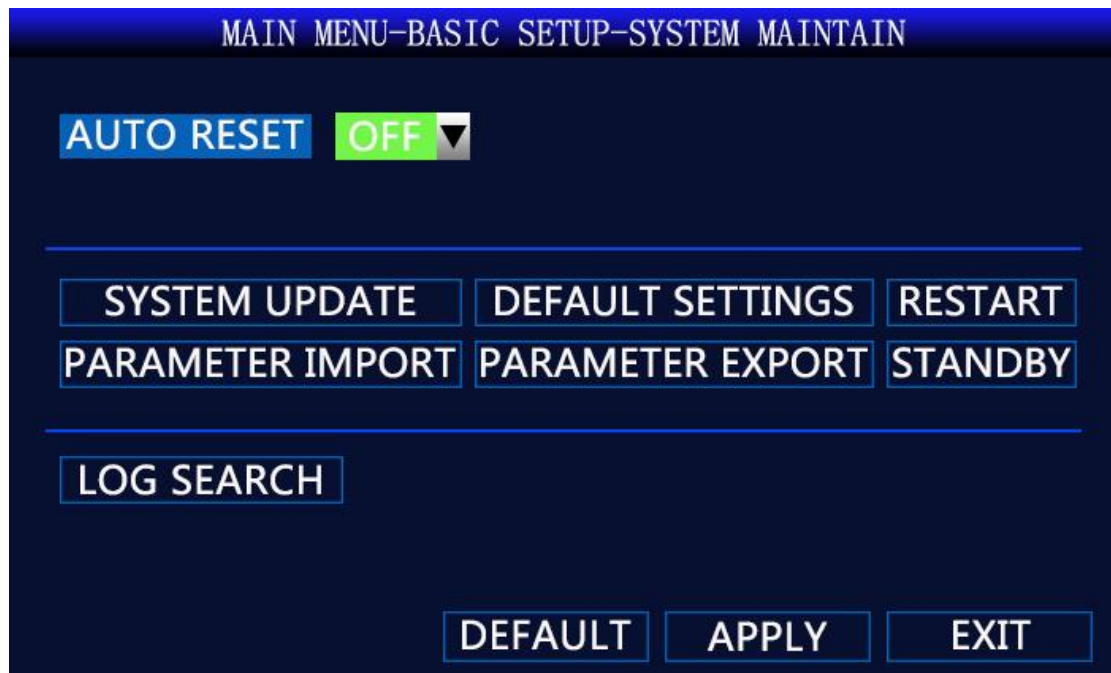 MAIN MENU-BASIC SETUP-SYSTEM MAINTAIN
AUTO RESET OFF
SYSTEM UPDATE DEFAULT SETTINGS RESTART
PARAMETER IMPORT PARAMETER EXPORT STANDBY
LOG SEARCH
DEFAULT APPLY EXIT